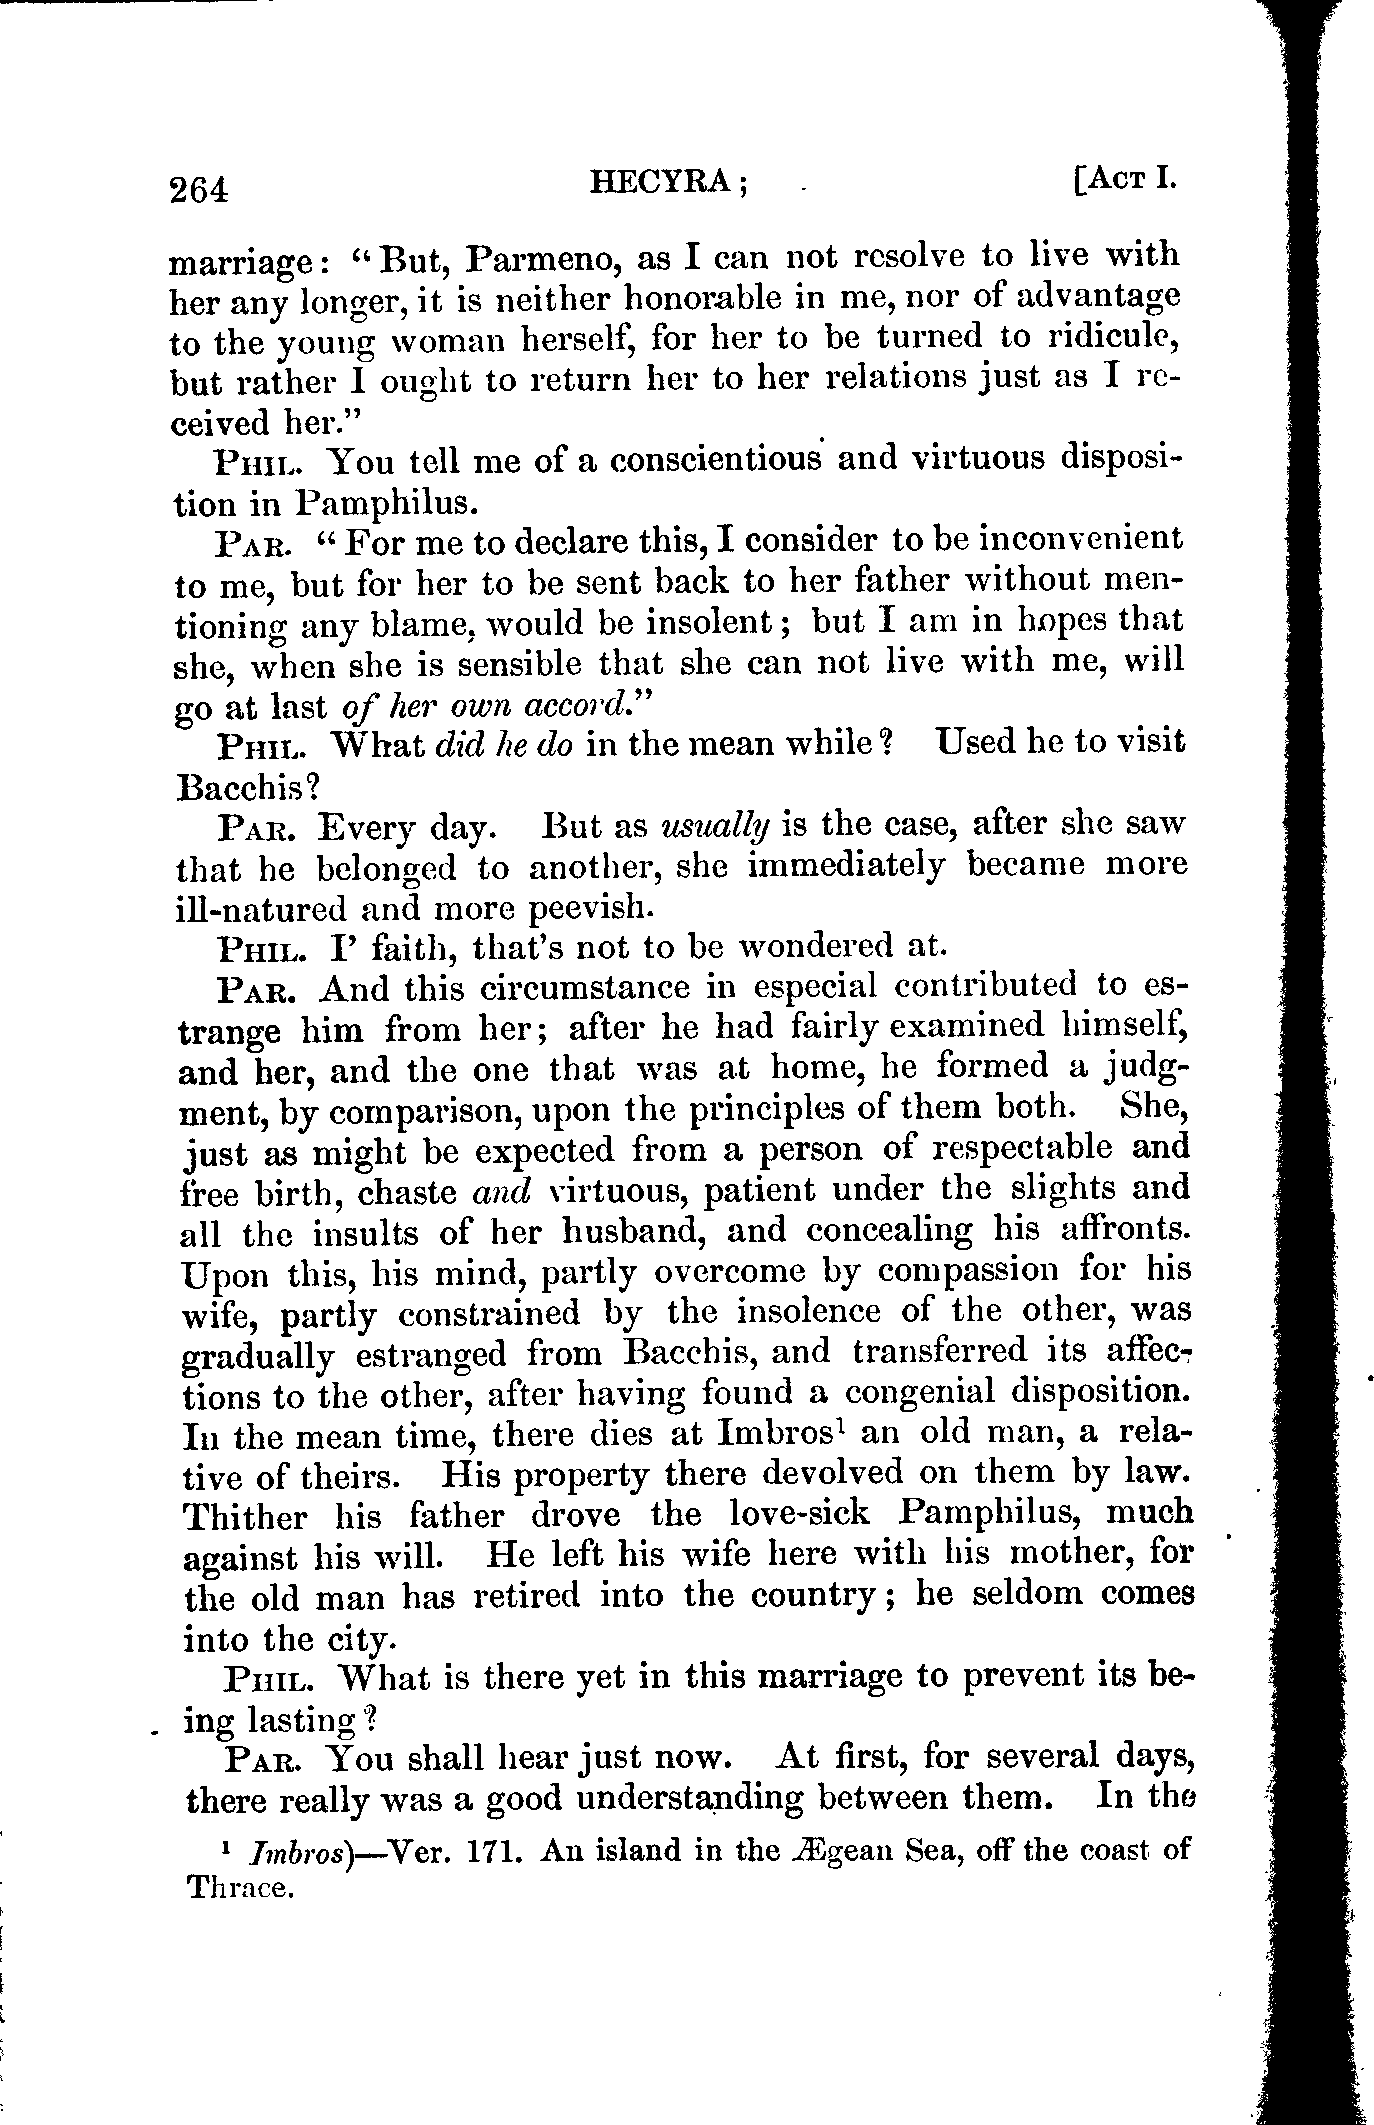 264 HECYRA; [ACT I.
marriage: “But, Parmeno, as I can not resolve to live with
her any longer, it is neither honorable in me, nor of advantage
to the young woman herself, for her to be turned to ridicule,
but rather I ought to return her to her relations just as I re-
ceived her.”
PHIL. You tell me of a conscientious and virtuous disposi-
tion in Pamphilus.
PAR. “For me to declare this, I consider to be inconvenient
to me, but for her to be sent back to her father without men-
tioning any blame, would be insolent; but I am in hopes that
she, when she is sensible that she can not live with me, will
go at last of her own accord.”
PHIL. What did he do in the mean while? Used he to visit
Bacchis?
PAR. Every day. But as usually is the case, after she saw
that he belonged to another, she immediately became more
ill-natured and more peevish.
PHIL. I’ faith, that’s not to be wondered at.
PAR. And this circumstance in especial contributed to es-
trange him from her; after he had fairly examined himself,
and her, and the one that was at home, he formed a judg-
ment, by comparison, upon the principles of them both. She,
just as might be expected from a person of respectable and
free birth, chaste and virtuous, patient under the slights and
all the insults of her husband, and concealing his affronts.
Upon this, his mind, partly overcome by compassion for his
wife, partly constrained by the insolence of the other, was
gradually estranged from Bacchis, and transferred its affec-
tions to the other, after having found a congenial disposition.
In the mean time, there dies at Imbros¹ an old man, a rela-
tive of theirs. His property there devolved on them by law.
Thither his father drove the love-sick Pamphilus, much
against his will. He left his wife here with his mother, for
the old man has retired into the country; he seldom comes
into the city.
PHIL. What is there yet in this marriage to prevent its be-
ing lasting?
PAR. You shall hear just now. At first, for several days,
there really was a good understanding between them. In the
¹ Imbros)—Ver. 171. An island in the Ægean Sea, off the coast of
Thrace.